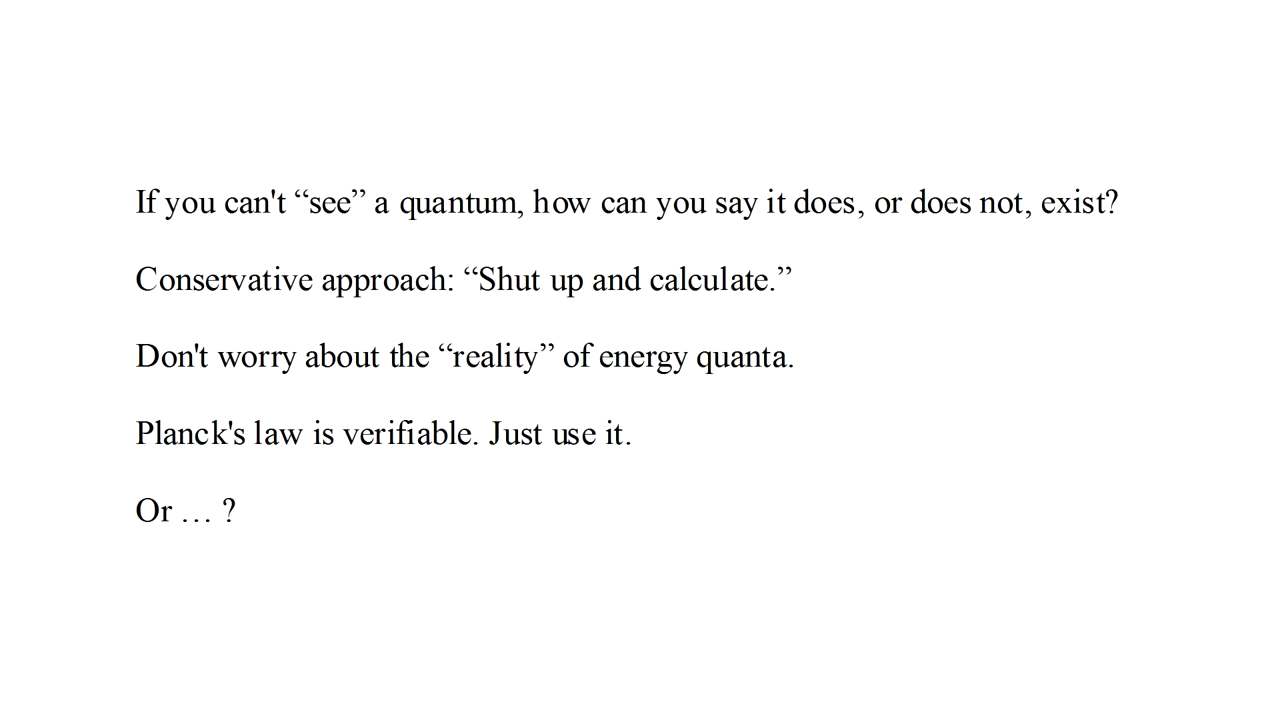 If you can't “see” a quantum, how can you say it does, or does not, exist?
Conservative approach: “Shut up and calculate.”
Don't worry about the “reality” of energy quanta.
Planck's law is verifiable. Just use it.
Or … ?